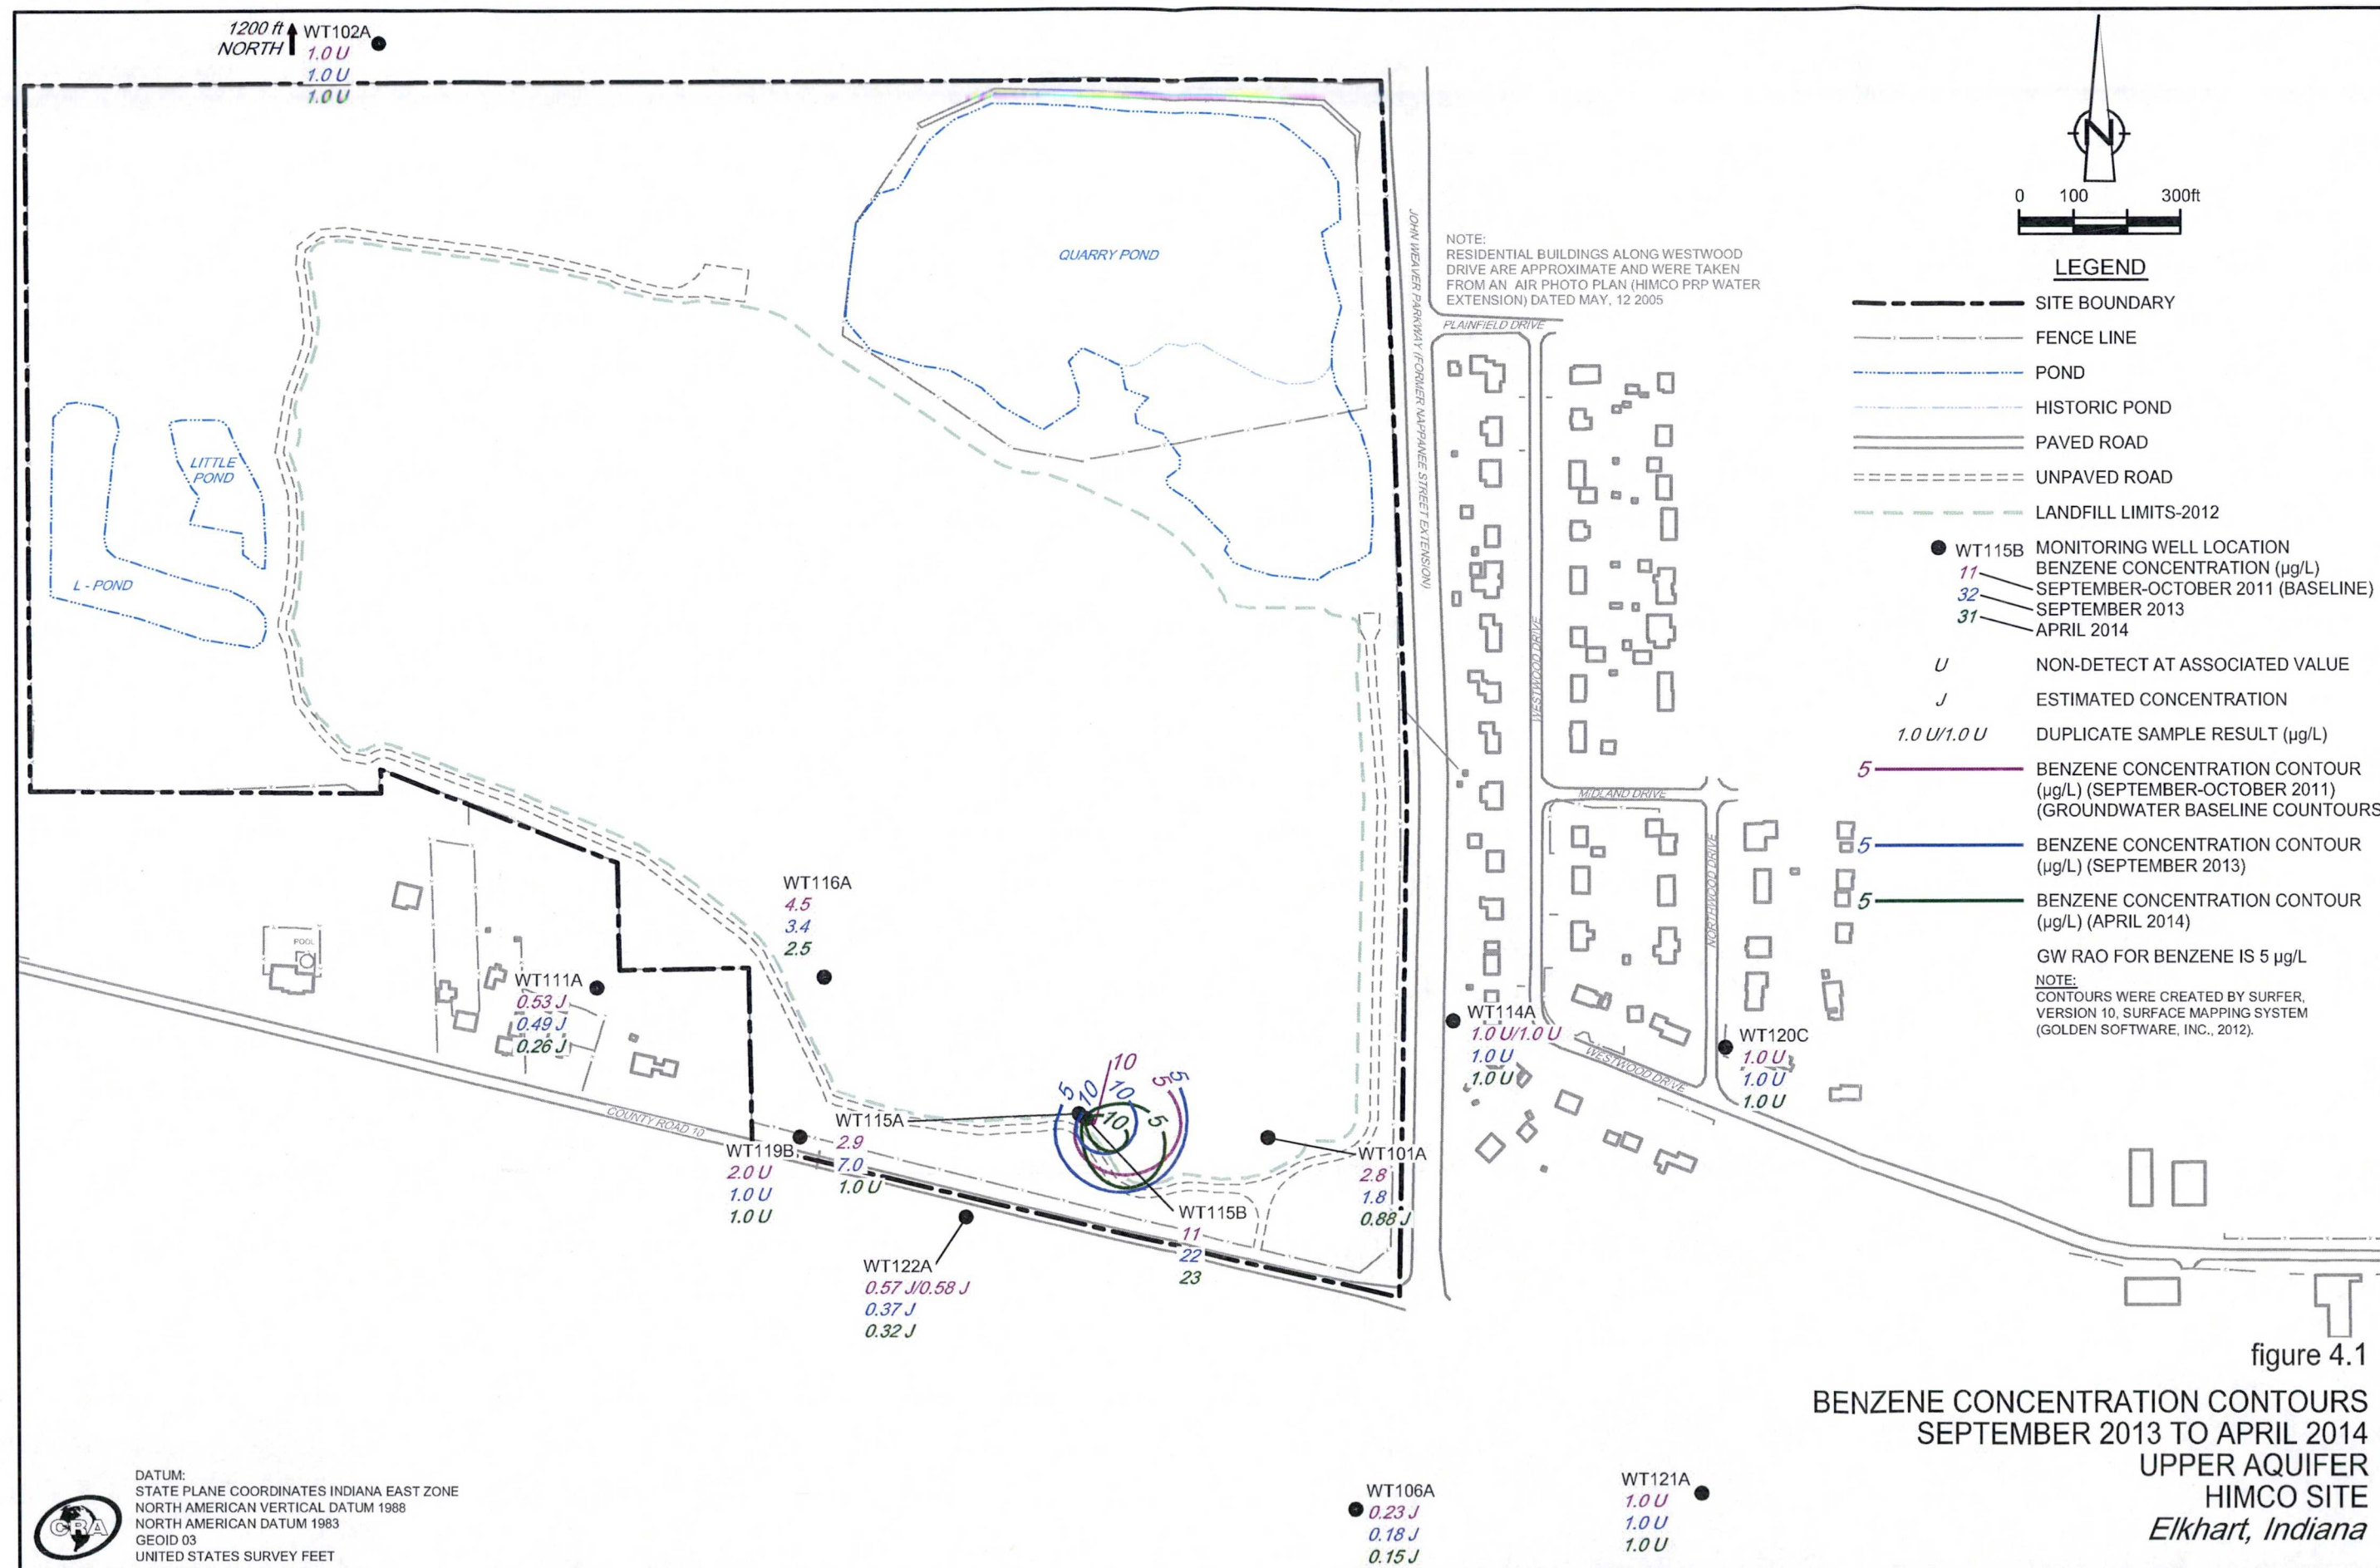 1200 ft
NORTH
WT102A
1.0 U
1.0 U
1.0 U
QUARRY POND
LITTLE
POND
L - POND
JOHN WEAVER PARKWAY (FORMER NAPPANEE STREET EXTENSION)
NOTE:
RESIDENTIAL BUILDINGS ALONG WESTWOOD
DRIVE ARE APPROXIMATE AND WERE TAKEN
FROM AN AIR PHOTO PLAN (HIMCO PRP WATER
EXTENSION) DATED MAY, 12 2005
PLAINFIELD DRIVE
WESTWOOD DRIVE
MIDLAND DRIVE
NORTHWOOD DRIVE
WESTWOOD DRIVE
N
0 100 300ft
LEGEND
SITE BOUNDARY
FENCE LINE
POND
HISTORIC POND
PAVED ROAD
UNPAVED ROAD
LANDFILL LIMITS-2012
WT115B MONITORING WELL LOCATION
BENZENE CONCENTRATION (µg/L)
11 SEPTEMBER-OCTOBER 2011 (BASELINE)
32 SEPTEMBER 2013
31 APRIL 2014
U NON-DETECT AT ASSOCIATED VALUE
J ESTIMATED CONCENTRATION
1.0 U/1.0 U DUPLICATE SAMPLE RESULT (µg/L)
5 BENZENE CONCENTRATION CONTOUR
(µg/L) (SEPTEMBER-OCTOBER 2011)
(GROUNDWATER BASELINE COUNTOURS
5 BENZENE CONCENTRATION CONTOUR
(µg/L) (SEPTEMBER 2013)
5 BENZENE CONCENTRATION CONTOUR
(µg/L) (APRIL 2014)
GW RAO FOR BENZENE IS 5 µg/L
NOTE:
CONTOURS WERE CREATED BY SURFER,
VERSION 10, SURFACE MAPPING SYSTEM
(GOLDEN SOFTWARE, INC., 2012).
WT116A
4.5
3.4
2.5
POOL
WT111A
0.53 J
0.49 J
0.26 J
COUNTY ROAD 10
WT114A
1.0 U/1.0 U
1.0 U
1.0 U
WT120C
1.0 U
1.0 U
1.0 U
10
5
10
10
5
5
10
5
WT115A
2.9
7.0
1.0 U
WT119B
2.0 U
1.0 U
1.0 U
WT101A
2.8
1.8
0.88 J
WT115B
11
22
23
WT122A
0.57 J/0.58 J
0.37 J
0.32 J
WT106A
0.23 J
0.18 J
0.15 J
WT121A
1.0 U
1.0 U
1.0 U
figure 4.1
BENZENE CONCENTRATION CONTOURS
SEPTEMBER 2013 TO APRIL 2014
UPPER AQUIFER
HIMCO SITE
Elkhart, Indiana
CRA
DATUM:
STATE PLANE COORDINATES INDIANA EAST ZONE
NORTH AMERICAN VERTICAL DATUM 1988
NORTH AMERICAN DATUM 1983
GEOID 03
UNITED STATES SURVEY FEET